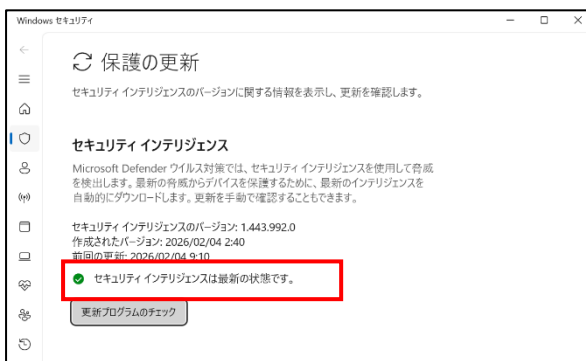 Windows セキュリティ
保護の更新
セキュリティ インテリジェンスのバージョンに関する情報を表示し、更新を確認します。
セキュリティ インテリジェンス
Microsoft Defender ウイルス対策では、セキュリティ インテリジェンスを使用して脅威
を検出します。最新の脅威からデバイスを保護するために、最新のインテリジェンスを
自動的にダウンロードします。更新を手動で確認することもできます。
セキュリティ インテリジェンスのバージョン: 1.443.992.0
作成されたバージョン: 2026/02/04 2:40
前回の更新: 2026/02/04 9:10
セキュリティ インテリジェンスは最新の状態です。
更新プログラムのチェック